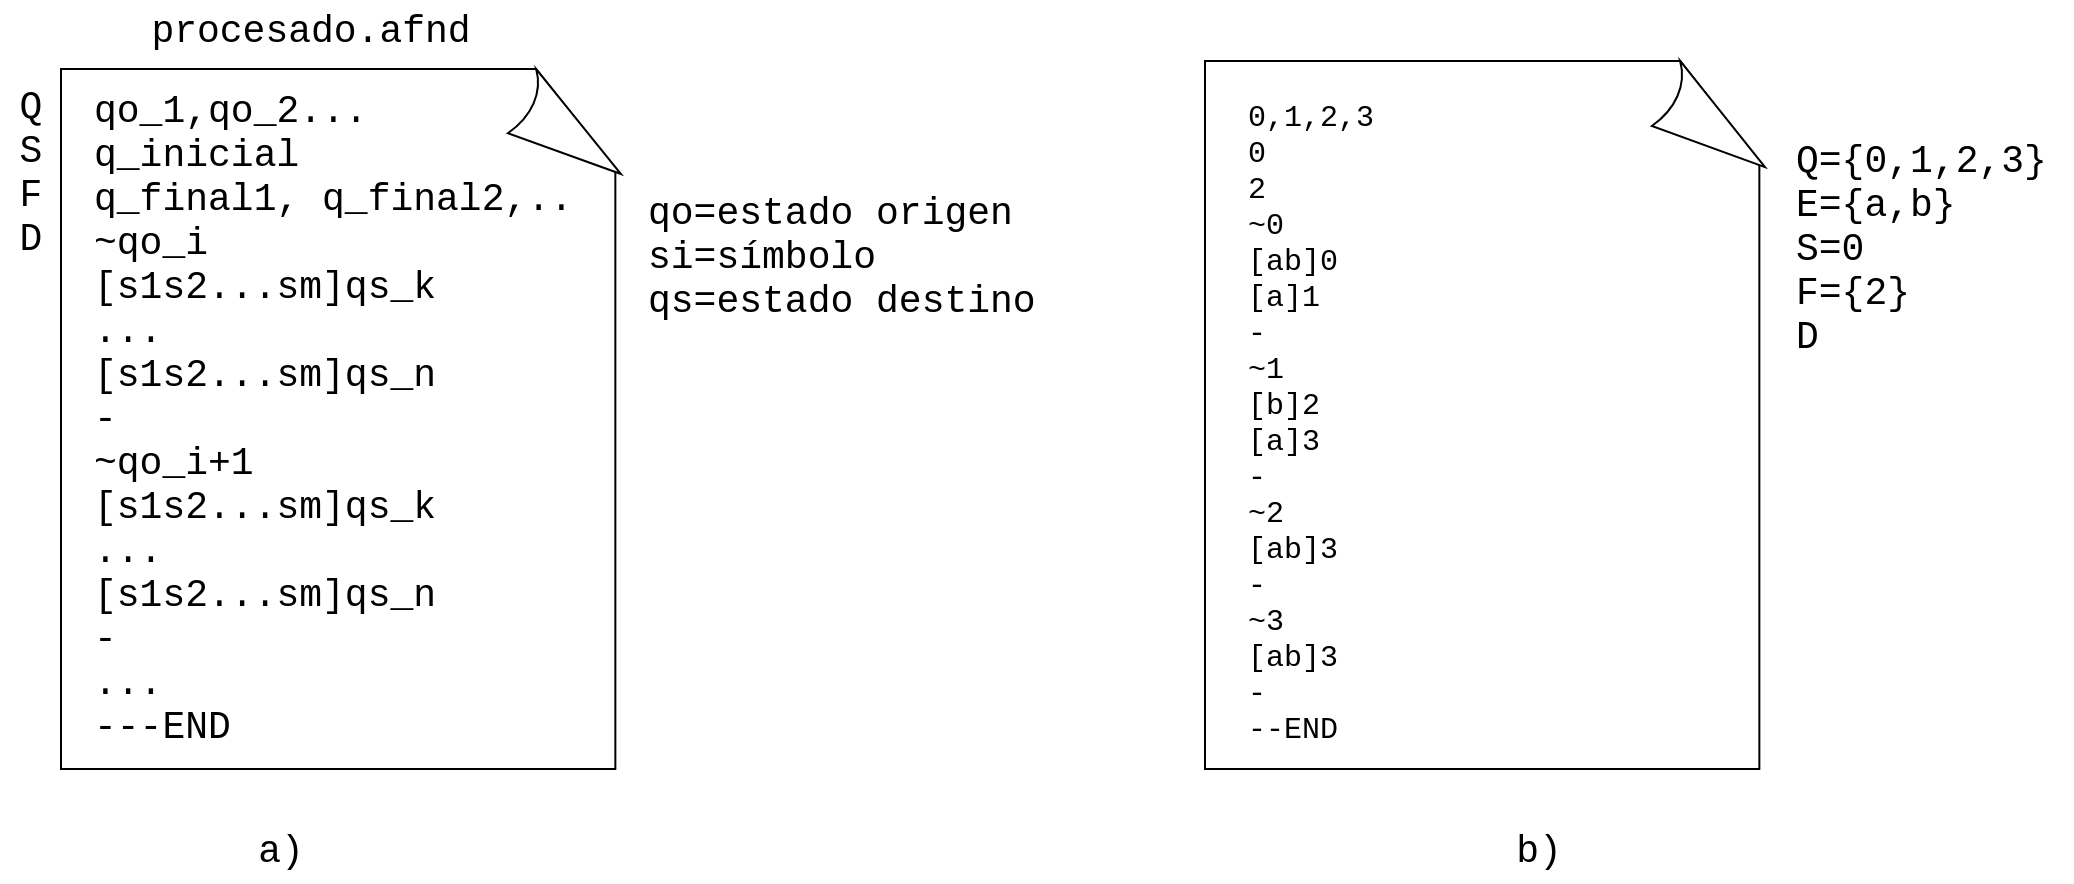 procesado.afnd
Q
S
F
D
qo_1,qo_2...
q_inicial
q_final1, q_final2,..
~qo_i
[s1s2...sm]qs_k
...
[s1s2...sm]qs_n
-
~qo_i+1
[s1s2...sm]qs_k
...
[s1s2...sm]qs_n
-
...
---END
qo=estado origen
si=símbolo
qs=estado destino
a)
0,1,2,3
0
2
~0
[ab]0
[a]1
-
~1
[b]2
[a]3
-
~2
[ab]3
-
~3
[ab]3
-
--END
Q={0,1,2,3}
E={a,b}
S=0
F={2}
D
b)